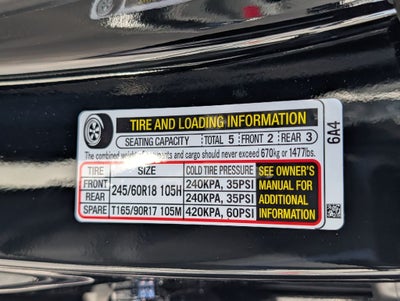 TIRE AND LOADING INFORMATION
SEATING CAPACITY TOTAL 5 FRONT 2 REAR 3
The combined weight of occupants and cargo should never exceed 670kg or 1477lbs.
TIRE SIZE COLD TIRE PRESSURE SEE OWNER'S
FRONT 245/60R18 105H 240KPA, 35PSI MANUAL FOR
REAR 240KPA, 35PSI ADDITIONAL
SPARE T165/90R17 105M 420KPA, 60PSI INFORMATION
6A4